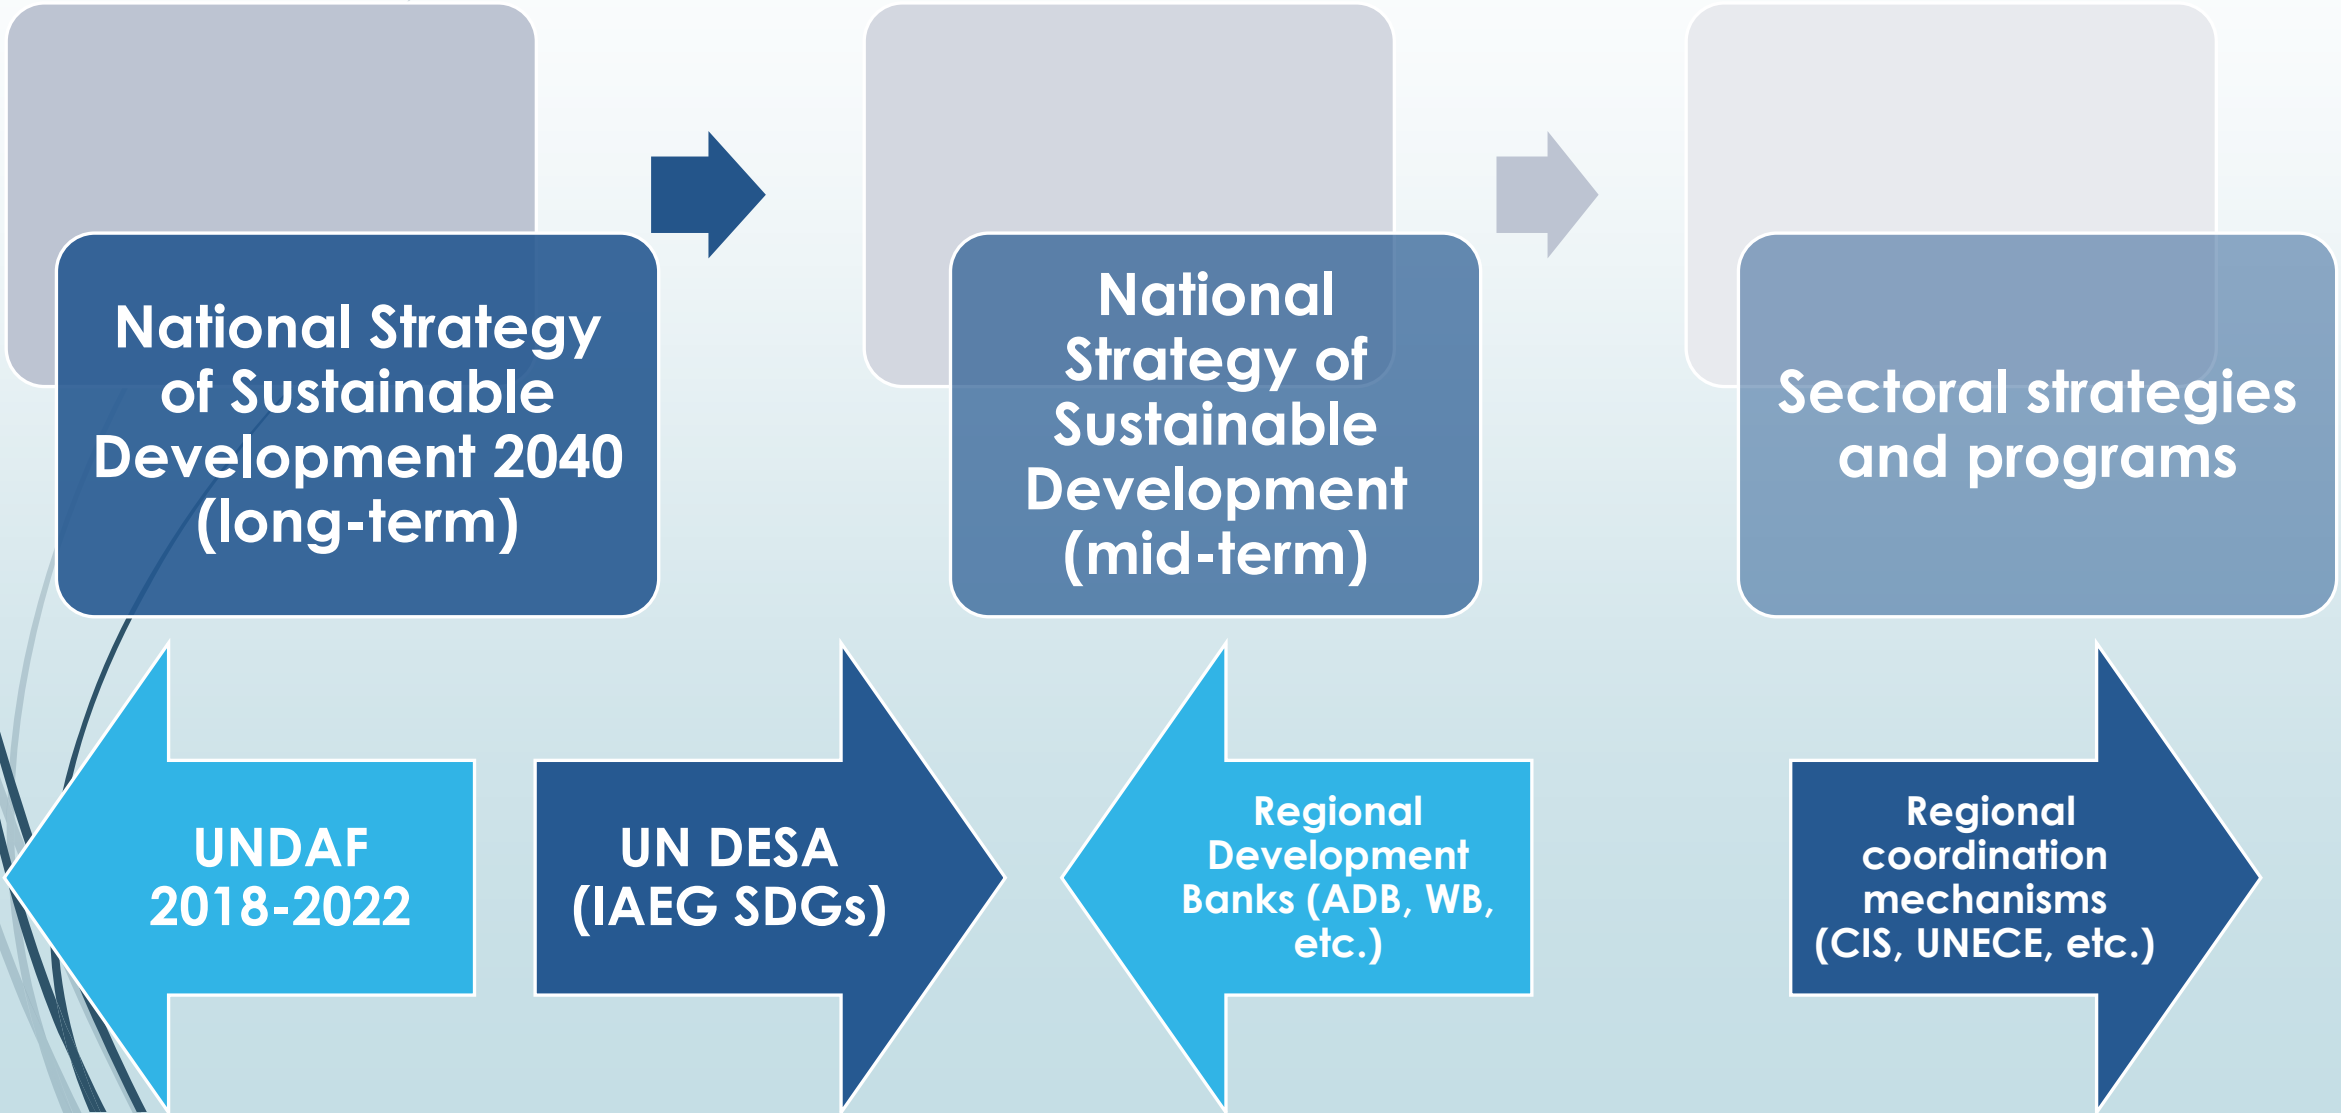 National Strategy
of Sustainable
Development 2040
(long-term)
National
Strategy of
Sustainable
Development
(mid-term)
Sectoral strategies
and programs
UNDAF
2018-2022
UN DESA
(IAEG SDGs)
Regional
Development
Banks (ADB, WB,
etc.)
Regional
coordination
mechanisms
(CIS, UNECE, etc.)